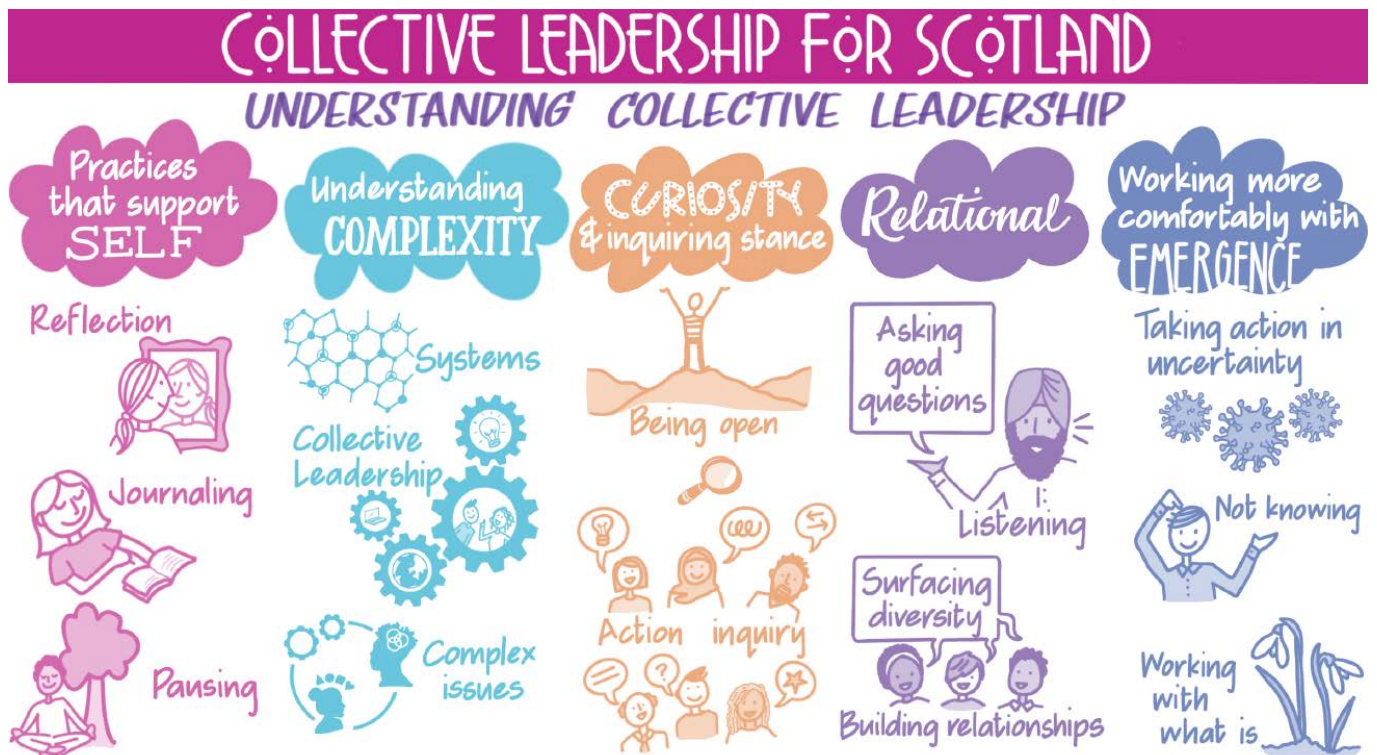 COLLECTIVE LEADERSHIP FOR SCOTLAND
UNDERSTANDING COLLECTIVE LEADERSHIP
Practices
that support
SELF
Reflection
Journaling
Pausing
Understanding
COMPLEXITY
Systems
Collective
Leadership
Complex
issues
CURIOSITY
& inquiring stance
Being open
Action inquiry
Relational
Asking
good
questions
Listening
Surfacing
diversity
Building relationships
Working more
comfortably with
EMERGENCE
Taking action in
uncertainty
Not knowing
Working
with
what is